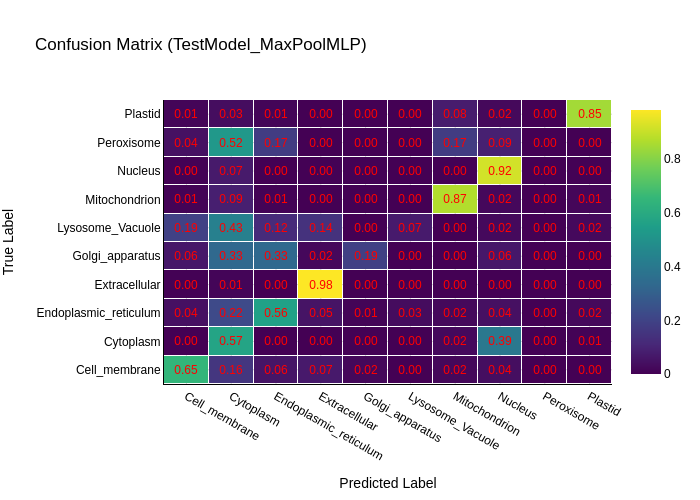 Confusion Matrix (TestModel_MaxPoolMLP)
Plastid 0.01 0.03 0.01 0.00 0.00 0.00 0.08 0.02 0.00 0.85
Peroxisome 0.04 0.52 0.17 0.00 0.00 0.00 0.17 0.09 0.00 0.00
Nucleus 0.00 0.07 0.00 0.00 0.00 0.00 0.00 0.92 0.00 0.00
Mitochondrion 0.01 0.09 0.01 0.00 0.00 0.00 0.87 0.02 0.00 0.01
Lysosome_Vacuole 0.19 0.43 0.12 0.14 0.00 0.07 0.00 0.02 0.00 0.02
Golgi_apparatus 0.06 0.33 0.33 0.02 0.19 0.00 0.00 0.06 0.00 0.00
Extracellular 0.00 0.01 0.00 0.98 0.00 0.00 0.00 0.00 0.00 0.00
Endoplasmic_reticulum 0.04 0.22 0.56 0.05 0.01 0.03 0.02 0.04 0.00 0.02
Cytoplasm 0.00 0.57 0.00 0.00 0.00 0.00 0.02 0.39 0.00 0.01
Cell_membrane 0.65 0.16 0.06 0.07 0.02 0.00 0.02 0.04 0.00 0.00
Cell_membrane
Cytoplasm
Endoplasmic_reticulum
Extracellular
Golgi_apparatus
Lysosome_Vacuole
Mitochondrion
Nucleus
Peroxisome
Plastid
Predicted Label
True Label
0.8
0.6
0.4
0.2
0